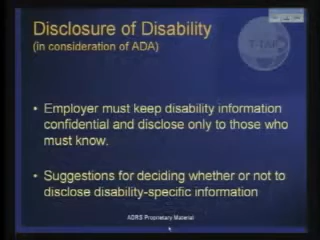 Disclosure of Disability
(in consideration of ADA)
T-TAP
• Employer must keep disability information
confidential and disclose only to those who
must know.
• Suggestions for deciding whether or not to
disclose disability-specific information
ADRS Proprietary Material